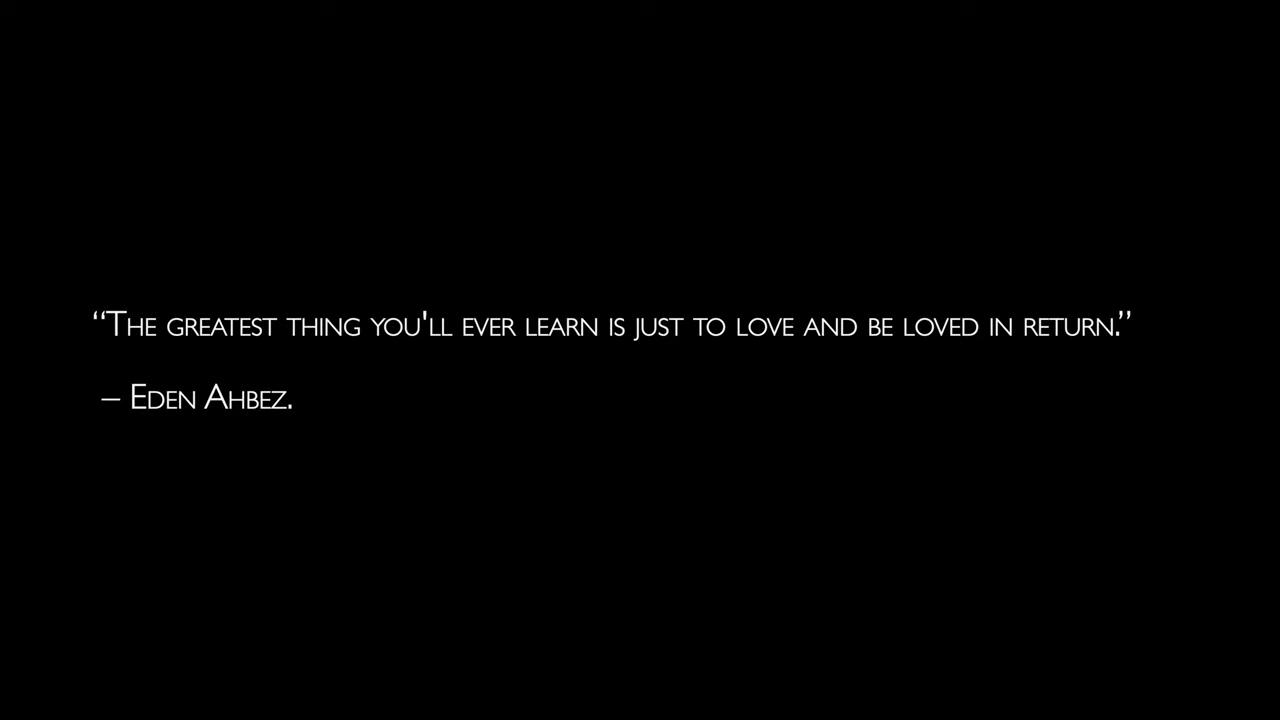 “The greatest thing you'll ever learn is just to love and be loved in return.”
– Eden Ahbez.